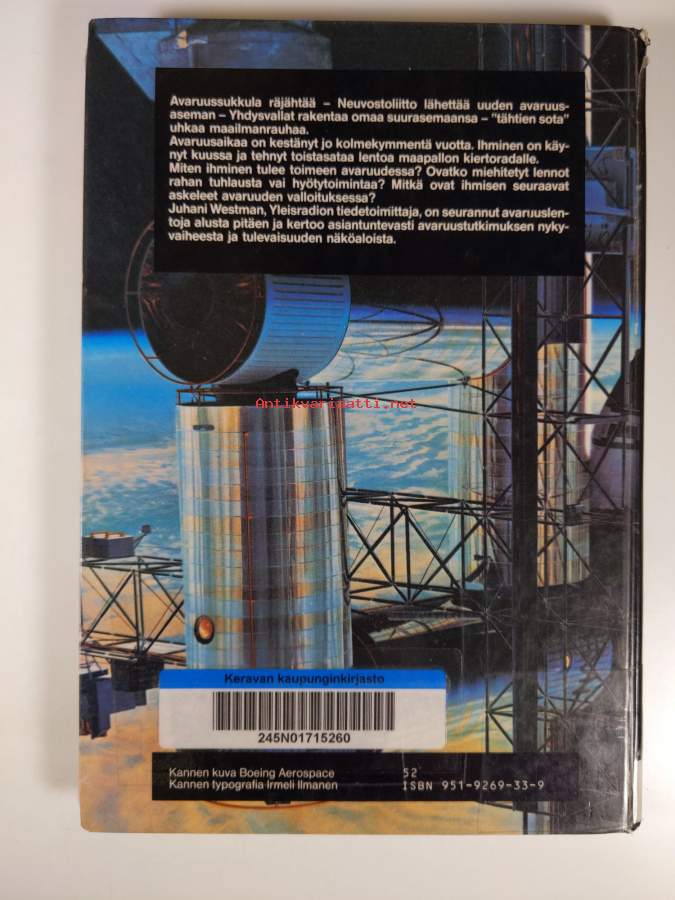 Avaruussukkula räjähtää – Neuvostoliitto lähettää uuden avaruus-
aseman – Yhdysvallat rakentaa omaa suurasemaansa – "tähtien sota"
uhkaa maailmanrauhaa.
Avaruusaikaa on kestänyt jo kolmekymmentä vuotta. Ihminen on käy-
nyt kuussa ja tehnyt toistasataa lentoa maapallon kiertoradalle.
Miten ihminen tulee toimeen avaruudessa? Ovatko miehitetyt lennot
rahan tuhlausta vai hyötytoimintaa? Mitkä ovat ihmisen seuraavat
askeleet avaruuden valloituksessa?
Juhani Westman, Yleisradion tiedetoimittaja, on seurannut avaruuslen-
toja alusta pitäen ja kertoo asiantuntevasti avaruustutkimuksen nyky-
vaiheesta ja tulevaisuuden näköaloista.
Antikvariaatti.net
Keravan kaupunginkirjasto
245N01715260
Kannen kuva Boeing Aerospace
Kannen typografia Irmeli Ilmanen
52
ISBN 951-9269-33-9